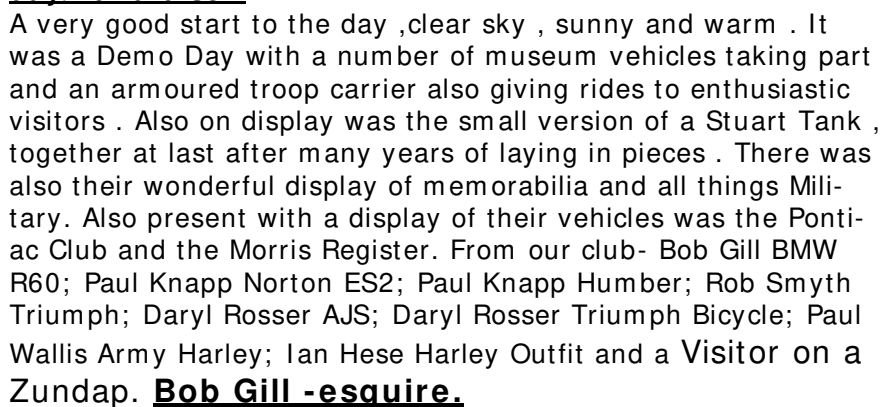 A very good start to the day ,clear sky , sunny and warm . It
was a Demo Day with a number of museum vehicles taking part
and an armoured troop carrier also giving rides to enthusiastic
visitors . Also on display was the small version of a Stuart Tank ,
together at last after many years of laying in pieces . There was
also their wonderful display of memorabilia and all things Mili-
tary. Also present with a display of their vehicles was the Ponti-
ac Club and the Morris Register. From our club- Bob Gill BMW
R60; Paul Knapp Norton ES2; Paul Knapp Humber; Rob Smyth
Triumph; Daryl Rosser AJS; Daryl Rosser Triumph Bicycle; Paul
Wallis Army Harley; Ian Hese Harley Outfit and a Visitor on a
Zundap. Bob Gill -esquire.